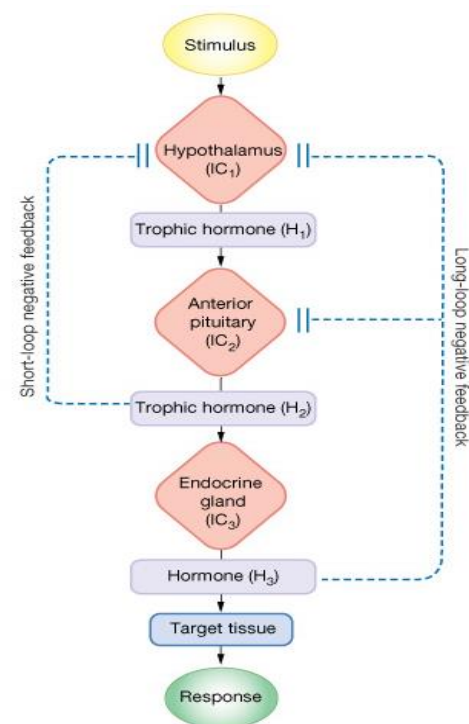 Stimulus
Hypothalamus
(IC₁)
Trophic hormone (H₁)
Anterior
pituitary
(IC₂)
Trophic hormone (H₂)
Endocrine
gland
(IC₃)
Hormone (H₃)
Target tissue
Response
Short-loop negative feedback
Long-loop negative feedback